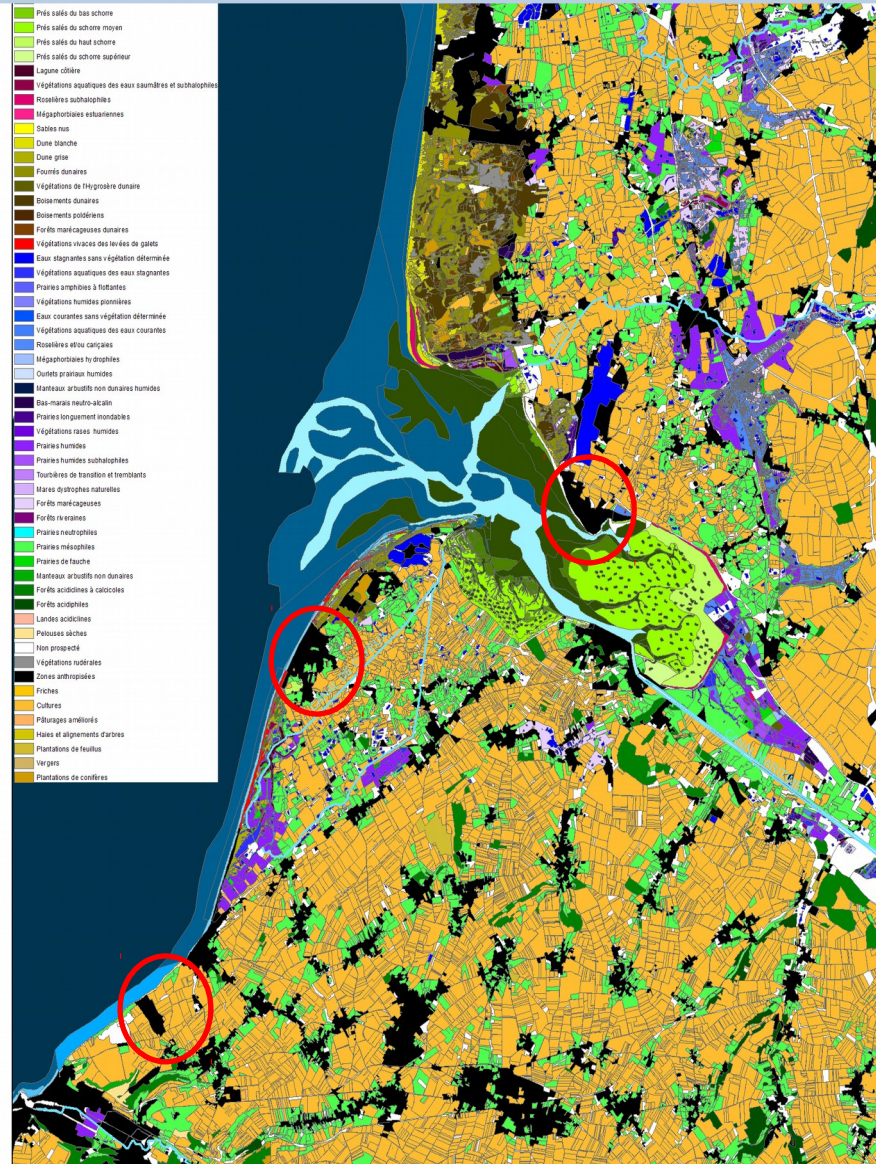 Prés salés du bas schorre
Prés salés du schorre moyen
Prés salés du haut schorre
Prés salés du schorre supérieur
Lagune côtière
Végétations aquatiques des eaux saumâtres et subhalophiles
Roselières subhalophiles
Mégaphorbiaies estuariennes
Sables nus
Dune blanche
Dune grise
Fourrés dunaires
Végétations de l'Hygrosère dunaire
Boisements dunaires
Boisements poldériens
Forêts marécageuses dunaires
Végétations vivaces des levées de galets
Eaux stagnantes sans végétation déterminée
Végétations aquatiques des eaux stagnantes
Prairies amphibies à flottantes
Végétations humides pionnières
Eaux courantes sans végétation déterminée
Végétations aquatiques des eaux courantes
Roselières et/ou cariçaies
Mégaphorbiaies hydrophiles
Ourlets prairiaux humides
Manteaux arbustifs non dunaires humides
Bas-marais neutro-alcalin
Prairies longuement inondables
Végétations rases humides
Prairies humides
Prairies humides subhalophiles
Tourbières de transition et tremblants
Mares dystrophes naturelles
Forêts marécageuses
Forêts riveraines
Prairies neutrophiles
Prairies mésophiles
Prairies de fauche
Manteaux arbustifs non dunaires
Forêts acidiclines à calcicoles
Forêts acidiphiles
Landes acidiclines
Pelouses sèches
Non prospecté
Végétations rudérales
Zones anthropisées
Friches
Cultures
Pâturages améliorés
Haies et alignements d'arbres
Plantations de feuillus
Vergers
Plantations de conifères